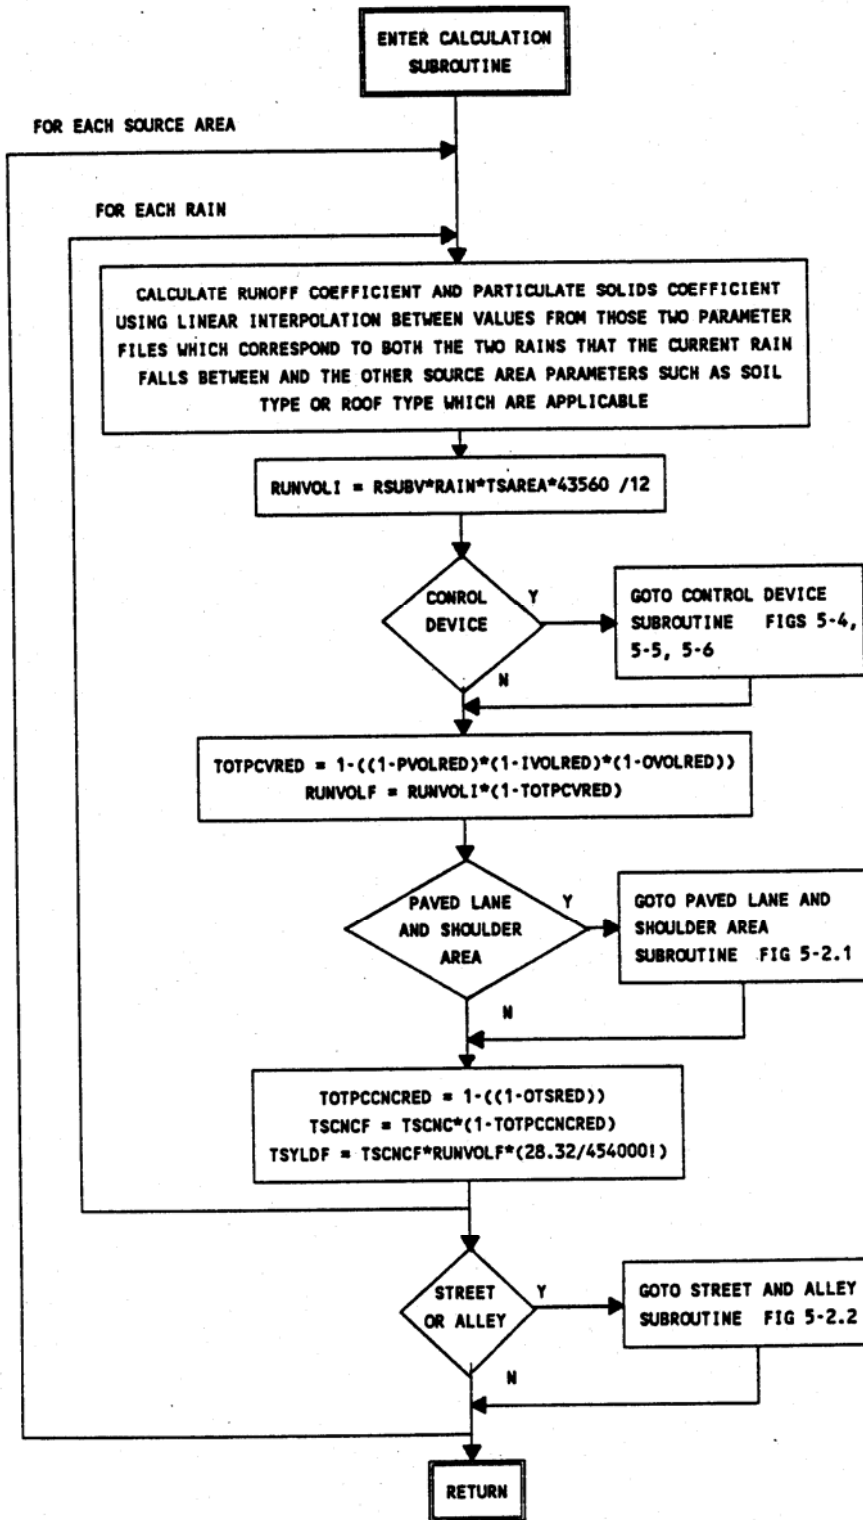 ENTER CALCULATION
SUBROUTINE
FOR EACH SOURCE AREA
FOR EACH RAIN
CALCULATE RUNOFF COEFFICIENT AND PARTICULATE SOLIDS COEFFICIENT
USING LINEAR INTERPOLATION BETWEEN VALUES FROM THOSE TWO PARAMETER
FILES WHICH CORRESPOND TO BOTH THE TWO RAINS THAT THE CURRENT RAIN
FALLS BETWEEN AND THE OTHER SOURCE AREA PARAMETERS SUCH AS SOIL
TYPE OR ROOF TYPE WHICH ARE APPLICABLE
RUNVOLI = RSUBV*RAIN*TSAREA*43560 /12
CONROL
DEVICE
Y
GOTO CONTROL DEVICE
SUBROUTINE FIGS 5-4,
5-5, 5-6
N
TOTPCVRED = 1-((1-PVOLRED)*(1-IVOLRED)*(1-OVOLRED))
RUNVOLF = RUNVOLI*(1-TOTPCVRED)
PAVED LANE
AND SHOULDER
AREA
Y
GOTO PAVED LANE AND
SHOULDER AREA
SUBROUTINE FIG 5-2.1
N
TOTPCCNCRED = 1-((1-OTSRED))
TSCNCF = TSCNC*(1-TOTPCCNCRED)
TSYLDF = TSCNCF*RUNVOLF*(28.32/454000!)
STREET
OR ALLEY
Y
GOTO STREET AND ALLEY
SUBROUTINE FIG 5-2.2
N
RETURN